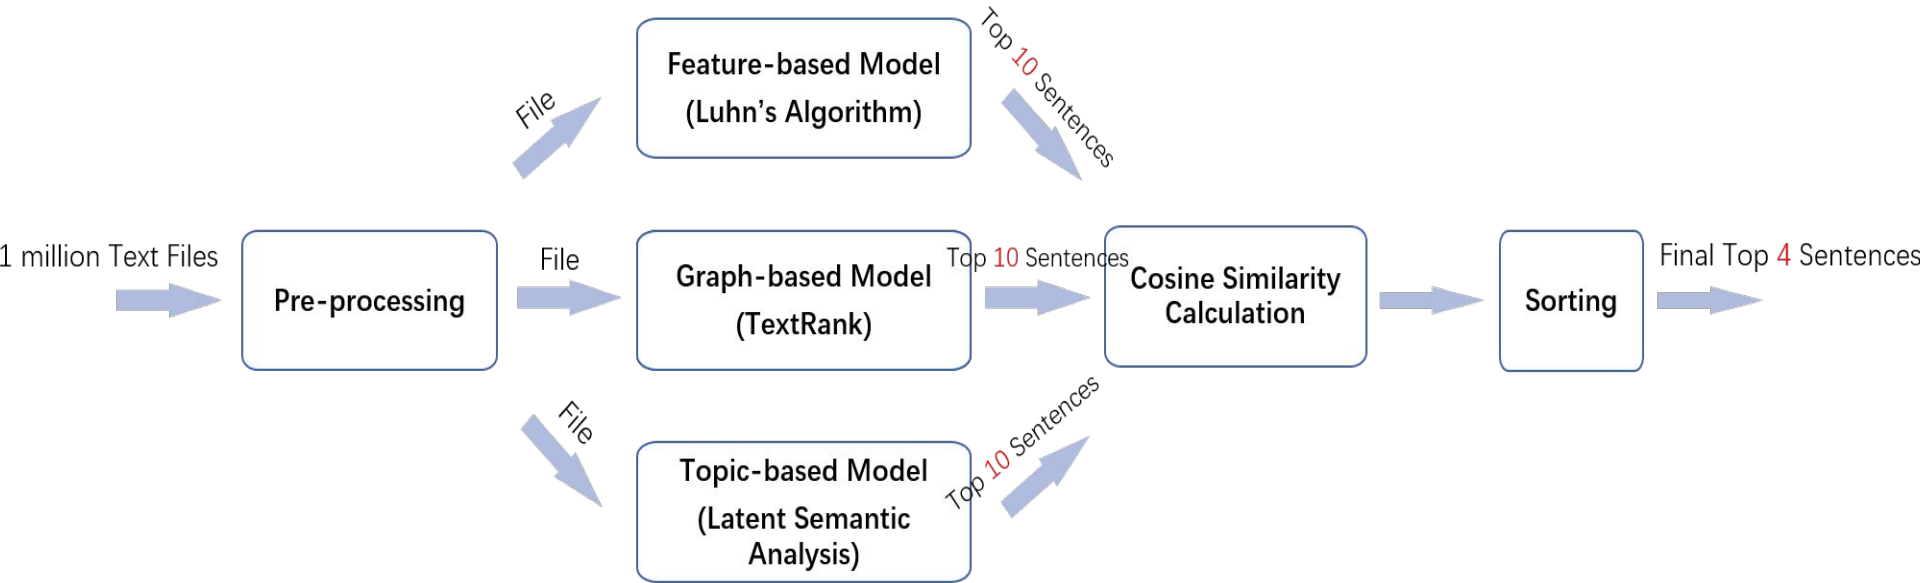 1 million Text Files
Pre-processing
File
File
File
Feature-based Model
(Luhn's Algorithm)
Graph-based Model
(TextRank)
Topic-based Model
(Latent Semantic
Analysis)
Top 10 Sentences
Top 10 Sentences
Top 10 Sentences
Cosine Similarity
Calculation
Sorting
Final Top 4 Sentences